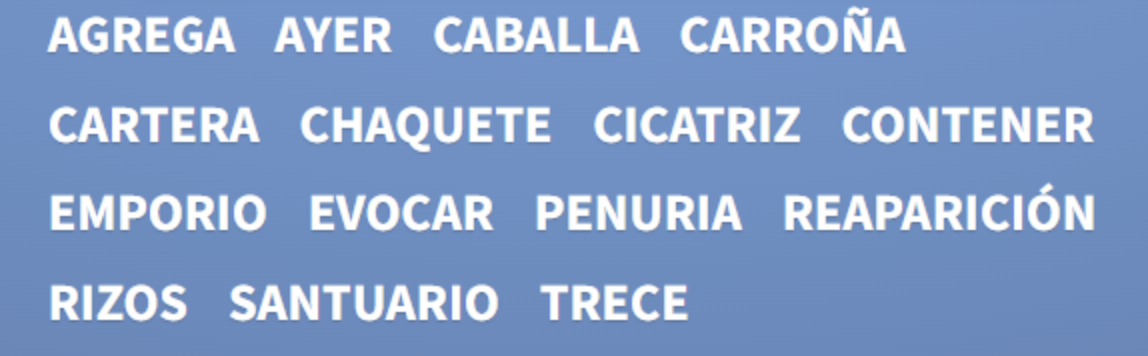 AGREGA AYER CABALLA CARROÑA
CARTERA CHAQUETE CICATRIZ CONTENER
EMPORIO EVOCAR PENURIA REAPARICIÓN
RIZOS SANTUARIO TRECE